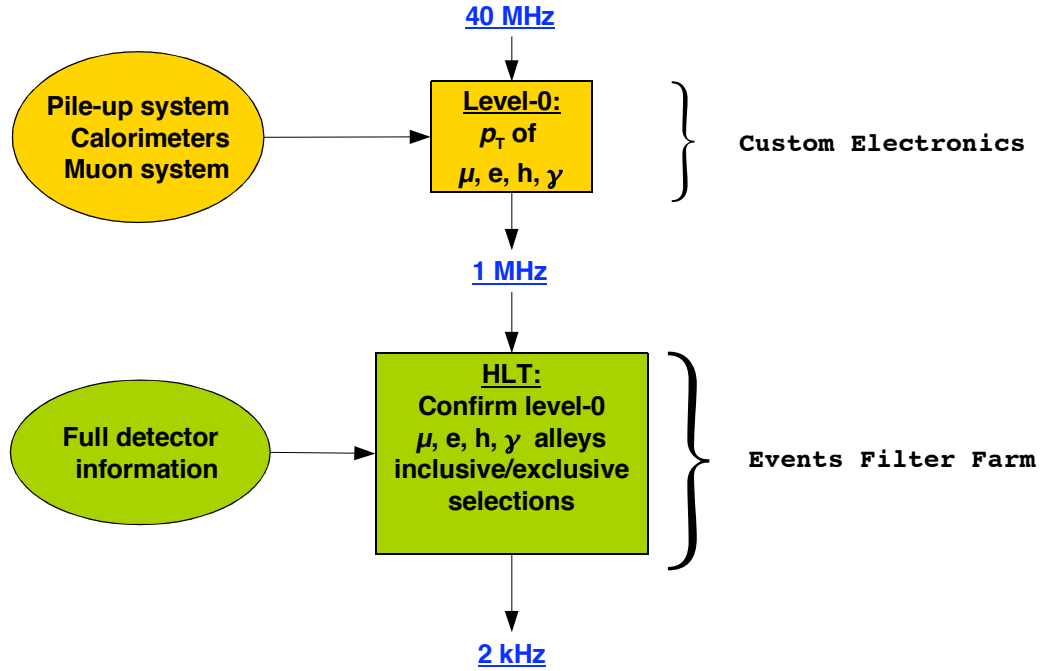 40 MHz
Pile-up system
Calorimeters
Muon system
Level-0:
pT of
μ, e, h, γ
Custom Electronics
1 MHz
Full detector
information
HLT:
Confirm level-0
μ, e, h, γ alleys
inclusive/exclusive
selections
Events Filter Farm
2 kHz